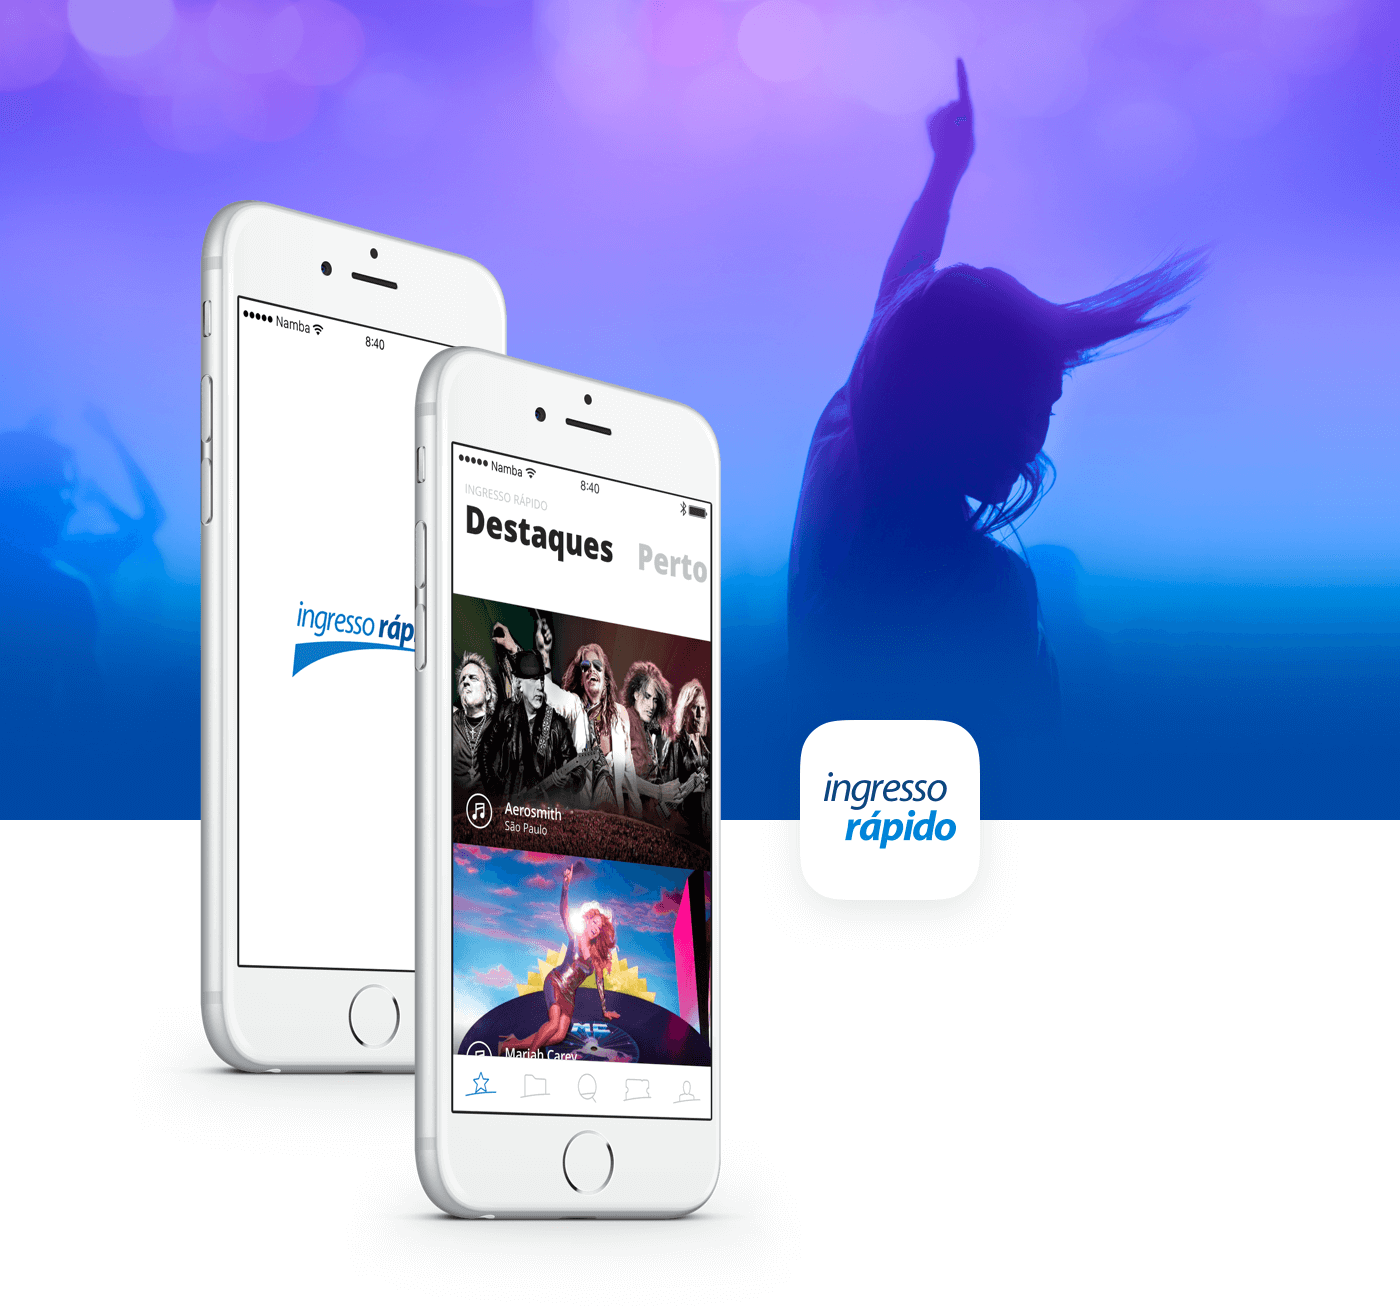 Namba
8:40
ingresso ráp
Namba
8:40
INGRESSO RÁPIDO
Destaques
Perto
Aerosmith
São Paulo
MC
Mariah Carey
ingresso
rápido